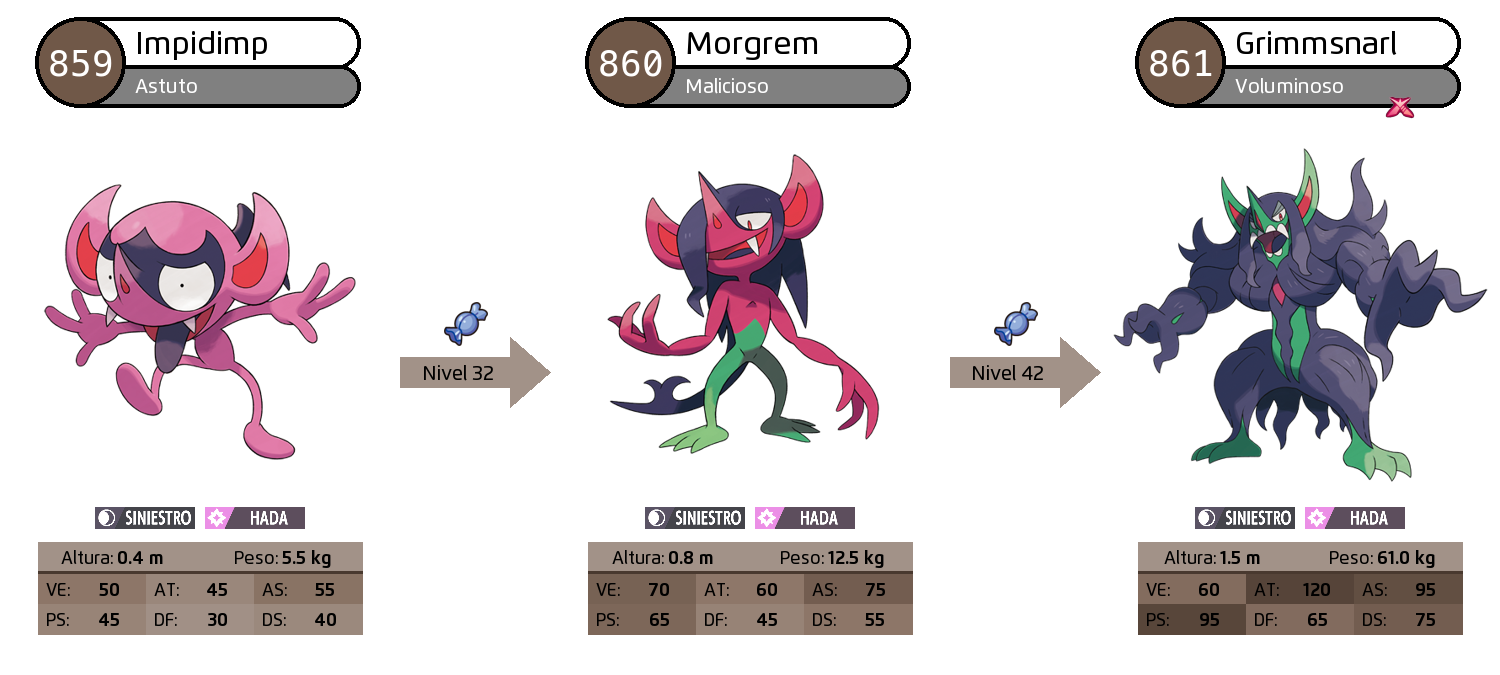 859 Impidimp
Astuto
860 Morgrem
Malicioso
861 Grimmsnarl
Voluminoso
Nivel 32
Nivel 42
SINIESTRO HADA
Altura: 0.4 m Peso: 5.5 kg
VE: 50 AT: 45 AS: 55
PS: 45 DF: 30 DS: 40
SINIESTRO HADA
Altura: 0.8 m Peso: 12.5 kg
VE: 70 AT: 60 AS: 75
PS: 65 DF: 45 DS: 55
SINIESTRO HADA
Altura: 1.5 m Peso: 61.0 kg
VE: 60 AT: 120 AS: 95
PS: 95 DF: 65 DS: 75